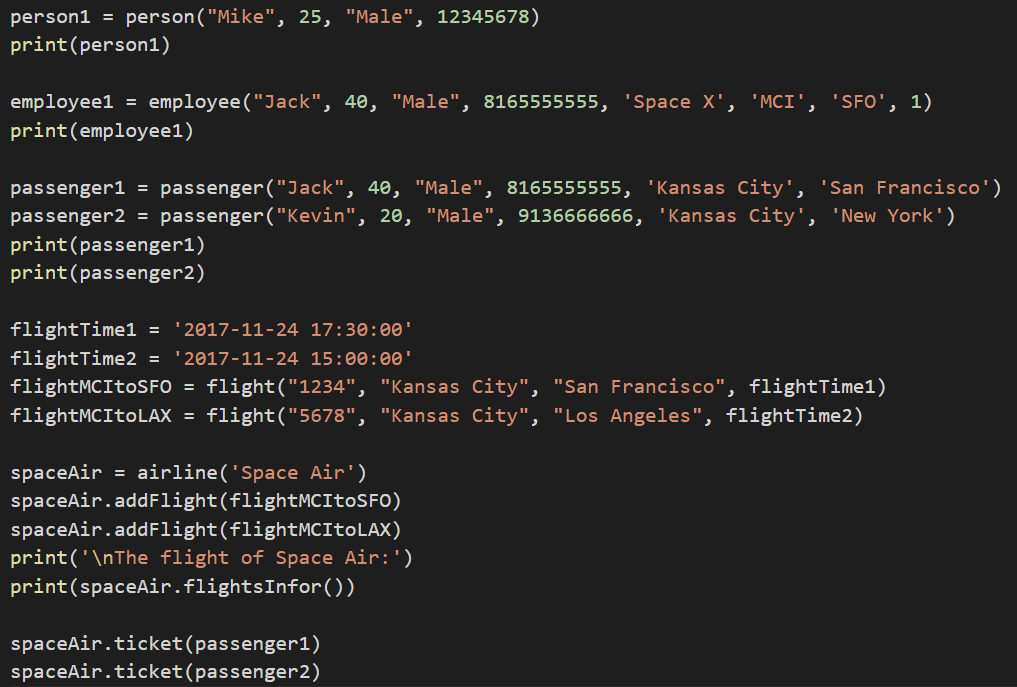 person1 = person("Mike", 25, "Male", 12345678)
print(person1)

employee1 = employee("Jack", 40, "Male", 8165555555, 'Space X', 'MCI', 'SFO', 1)
print(employee1)

passenger1 = passenger("Jack", 40, "Male", 8165555555, 'Kansas City', 'San Francisco')
passenger2 = passenger("Kevin", 20, "Male", 9136666666, 'Kansas City', 'New York')
print(passenger1)
print(passenger2)

flightTime1 = '2017-11-24 17:30:00'
flightTime2 = '2017-11-24 15:00:00'
flightMCItoSFO = flight("1234", "Kansas City", "San Francisco", flightTime1)
flightMCItoLAX = flight("5678", "Kansas City", "Los Angeles", flightTime2)

spaceAir = airline('Space Air')
spaceAir.addFlight(flightMCItoSFO)
spaceAir.addFlight(flightMCItoLAX)
print('\nThe flight of Space Air:')
print(spaceAir.flightsInfor())

spaceAir.ticket(passenger1)
spaceAir.ticket(passenger2)